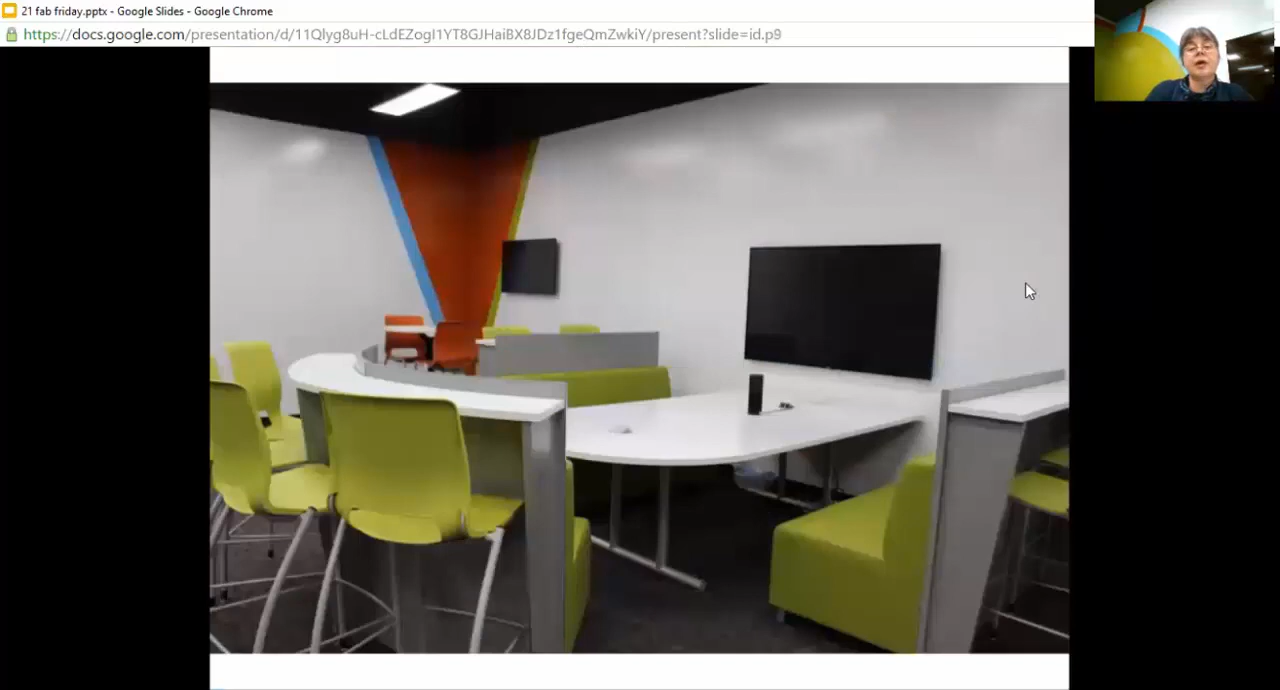 21 fab friday.pptx - Google Slides - Google Chrome
https://docs.google.com/presentation/d/11Qlyg8uH-cLdEZogI1YT8GJHaiBX8JDz1fgeQmZwkiY/present?slide=id.p9